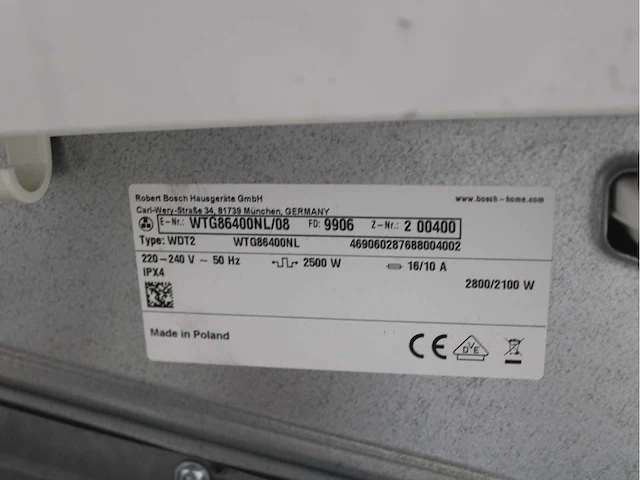 Robert Bosch Hausgeräte GmbH
Carl-Wery-Straße 34, 81739 München, GERMANY
www.bosch-home.com
E-Nr.: WTG86400NL/08 FD: 9906 Z-Nr.: 2 00400
Type: WDT2 WTG86400NL 469060287688004002
220-240 V ~ 50 Hz 2500 W 16/10 A
IPX4
2800/2100 W
Made in Poland
CE DVE